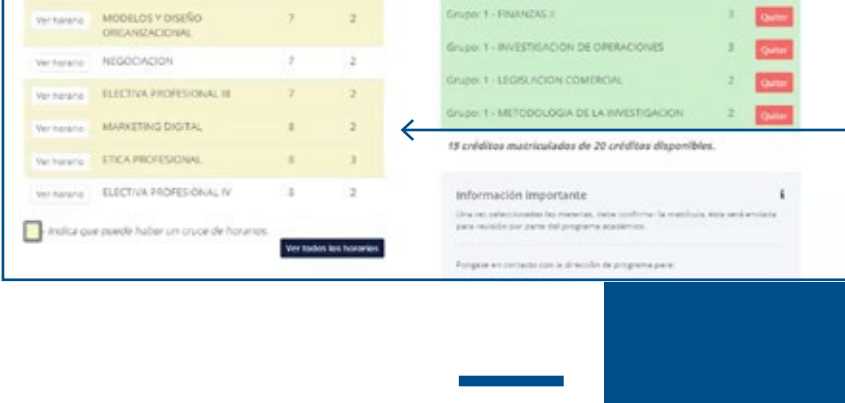 Ver horario MODELOS Y DISEÑO ORGANIZACIONAL 7 2
Ver horario NEGOCIACION 7 2
Ver horario ELECTIVA PROFESIONAL III 7 2
Ver horario MARKETING DIGITAL 8 2
Ver horario ETICA PROFESIONAL 8 3
Ver horario ELECTIVA PROFESIONAL IV 8 2
- Indica que puede haber un cruce de horarios.
Ver todos los horarios
Grupo: 1 - FINANZAS II 3 Quitar
Grupo: 1 - INVESTIGACION DE OPERACIONES 3 Quitar
Grupo: 1 - LEGISLACION COMERCIAL 2 Quitar
Grupo: 1 - METODOLOGIA DE LA INVESTIGACION 2 Quitar
15 créditos matriculados de 20 créditos disponibles.
Información importante i
Una vez seleccionadas las materias, debe confirmar la matrícula, ésta será enviada
para revisión por parte del programa académico.
Pongase en contacto con la dirección de programa para: